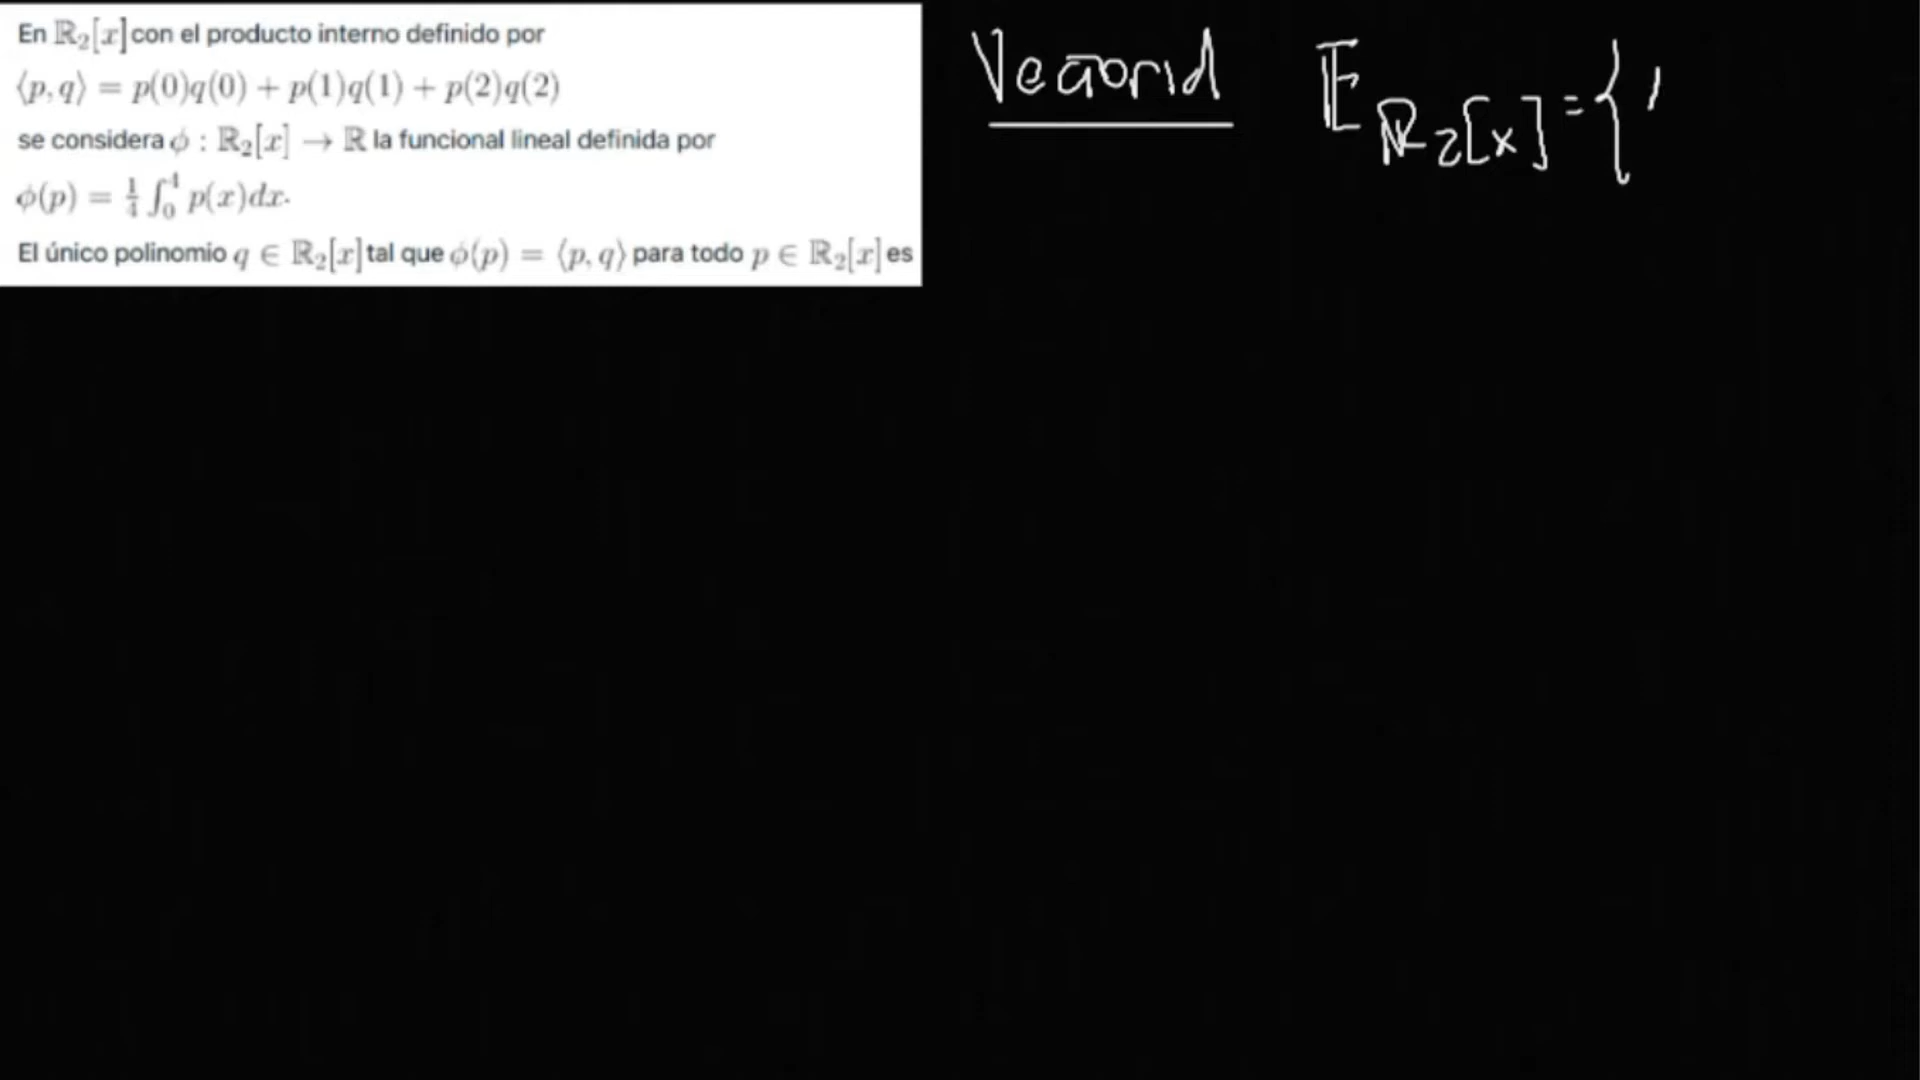 En ℝ₂[x] con el producto interno definido por
⟨p, q⟩ = p(0)q(0) + p(1)q(1) + p(2)q(2)
se considera ϕ : ℝ₂[x] → ℝ la funcional lineal definida por
ϕ(p) = 1/4 ∫₀⁴ p(x)dx.
El único polinomio q ∈ ℝ₂[x] tal que ϕ(p) = ⟨p, q⟩ para todo p ∈ ℝ₂[x] es
𝔼 ℝ₂[x] = {